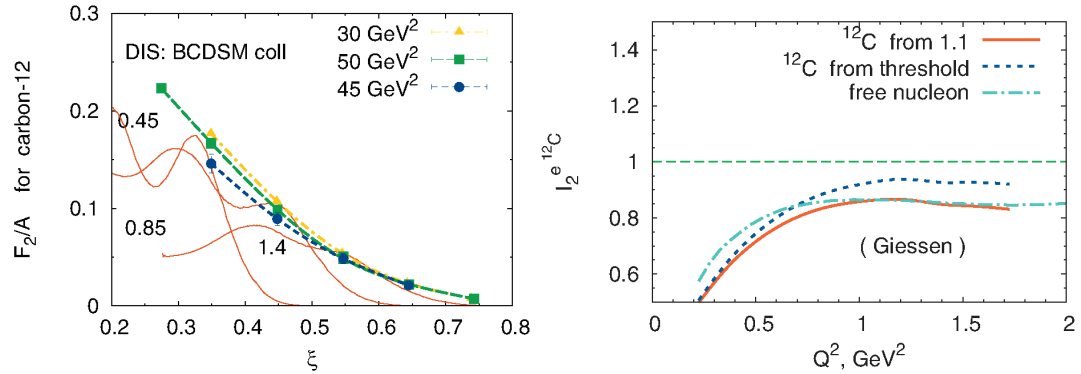 0.3
0.2
0.1
0
F2/A for carbon-12
DIS: BCDSM coll
30 GeV²
50 GeV²
45 GeV²
0.45
0.85
1.4
0.2 0.3 0.4 0.5 0.6 0.7 0.8
ξ
1.4
1.2
1
0.8
0.6
I2 e 12C
12C from 1.1
12C from threshold
free nucleon
( Giessen )
0 0.5 1 1.5 2
Q², GeV²